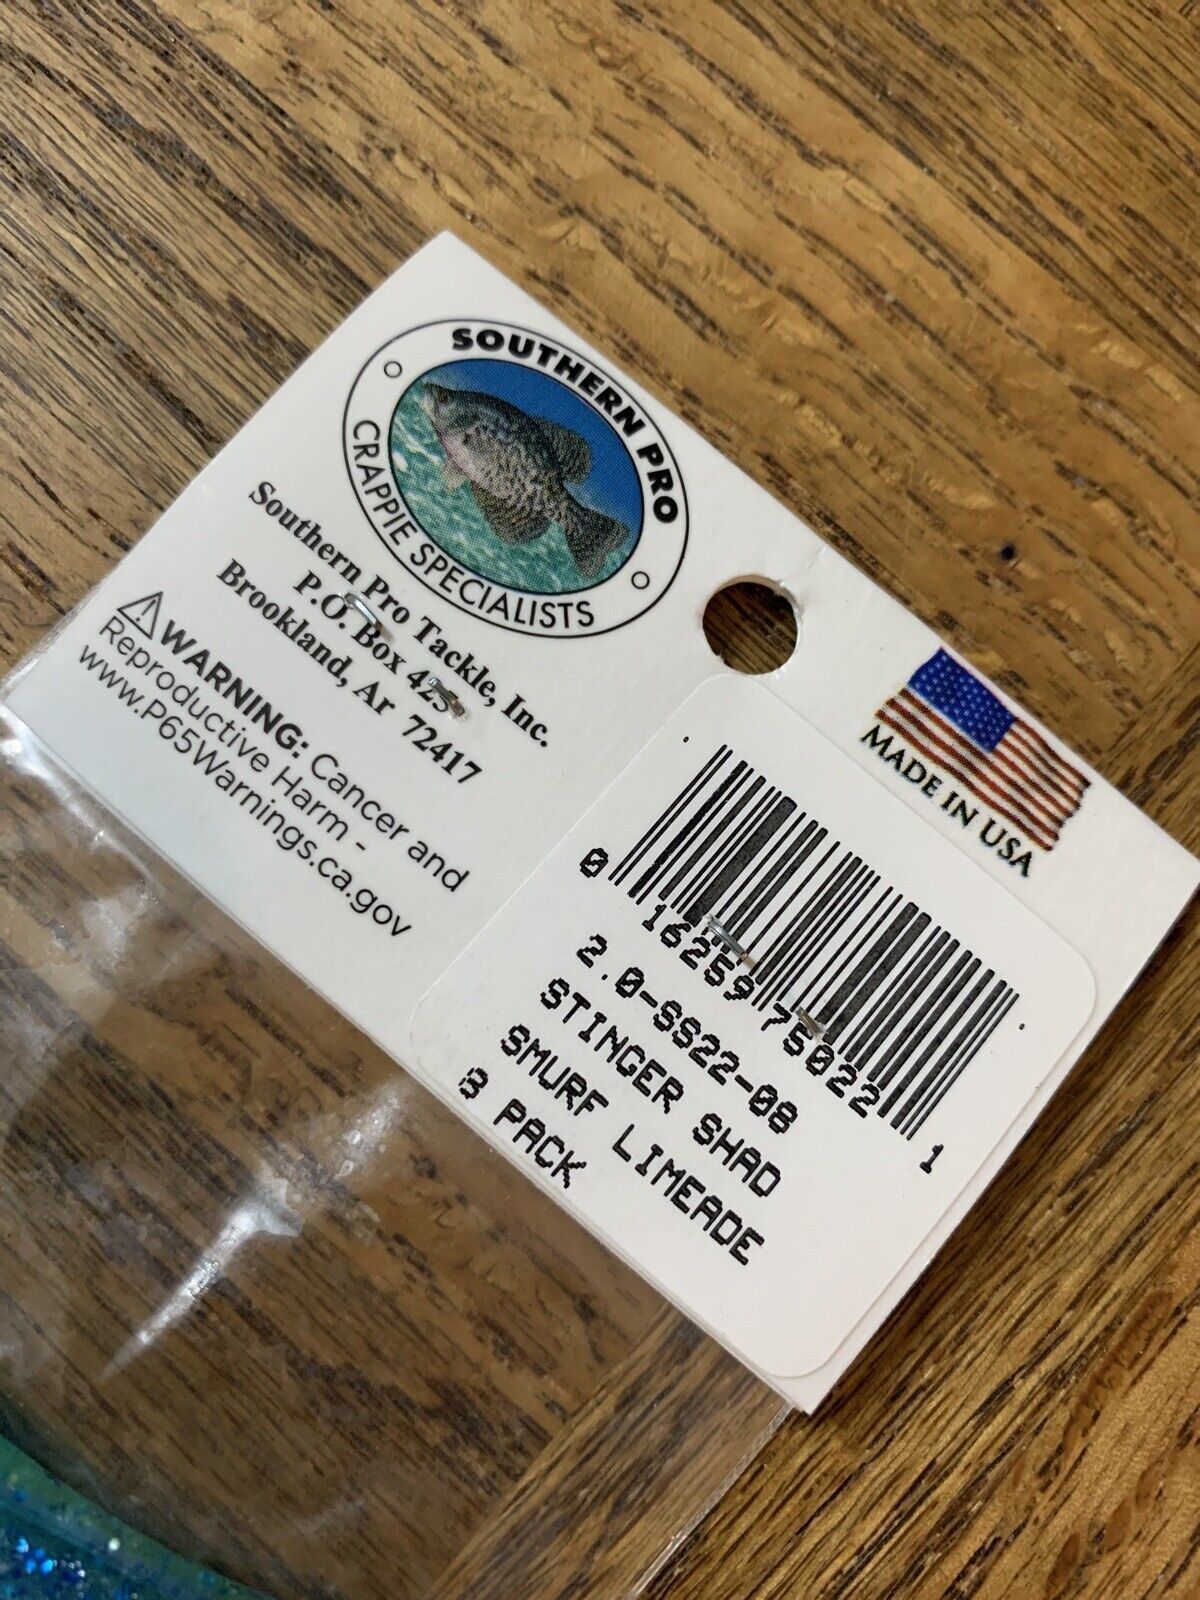 SOUTHERN PRO
CRAPPIE SPECIALISTS
Southern Pro Tackle, Inc.
P.O. Box 425
Brookland, Ar 72417
⚠WARNING: Cancer and
Reproductive Harm -
www.P65Warnings.ca.gov
MADE IN USA
0 16259 75022 1
2.0-SS22-08
STINGER SHAD
SMURF LIMEADE
8 PACK